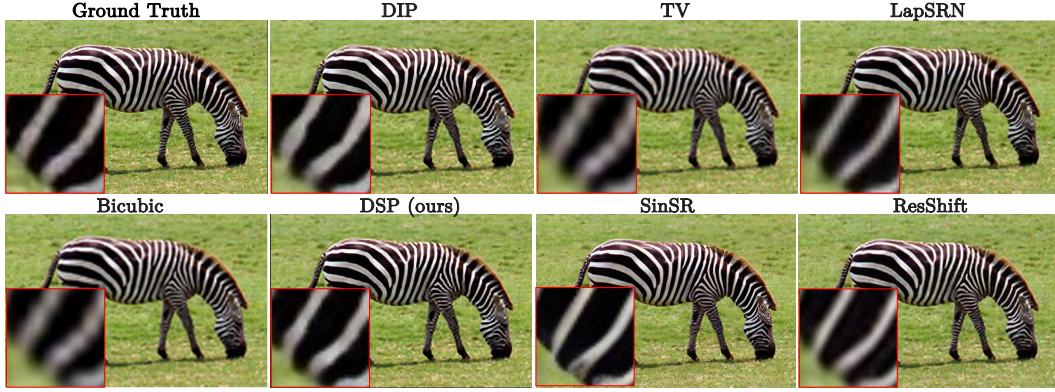 Ground Truth DIP TV LapSRN
Bicubic DSP (ours) SinSR ResShift